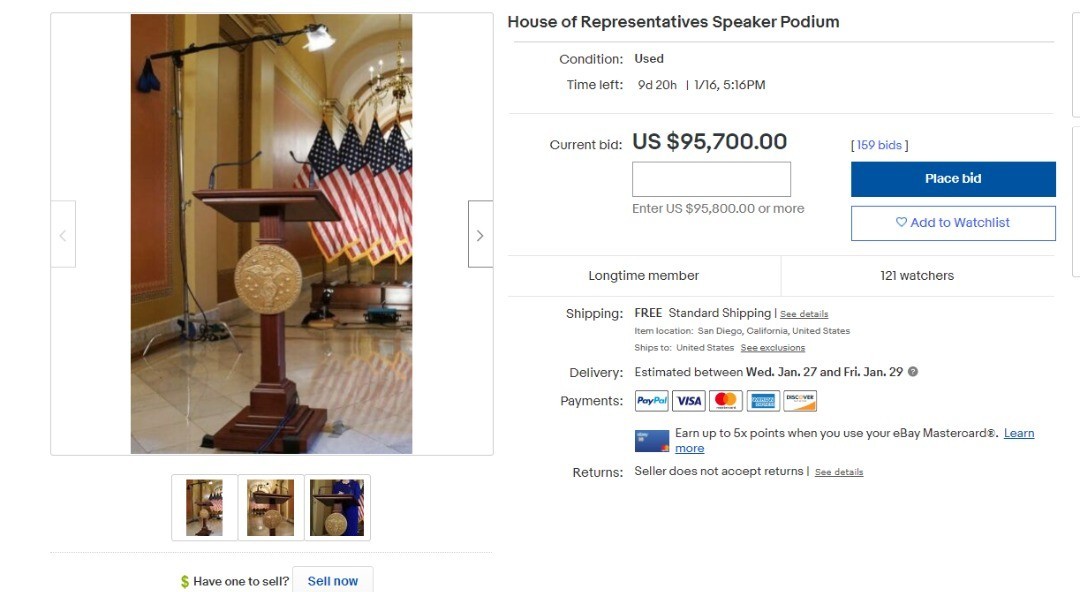 House of Representatives Speaker Podium
Condition: Used
Time left: 9d 20h | 1/16, 5:16PM
Current bid: US $95,700.00 [ 159 bids ]
Place bid
Enter US $95,800.00 or more
Add to Watchlist
Longtime member 121 watchers
Shipping: FREE Standard Shipping | See details
Item location: San Diego, California, United States
Ships to: United States See exclusions
Delivery: Estimated between Wed. Jan. 27 and Fri. Jan. 29
Payments: PayPal VISA mastercard AMERICAN EXPRESS DISCOVER
Earn up to 5x points when you use your eBay Mastercard®. Learn
more
Returns: Seller does not accept returns | See details
$ Have one to sell? Sell now